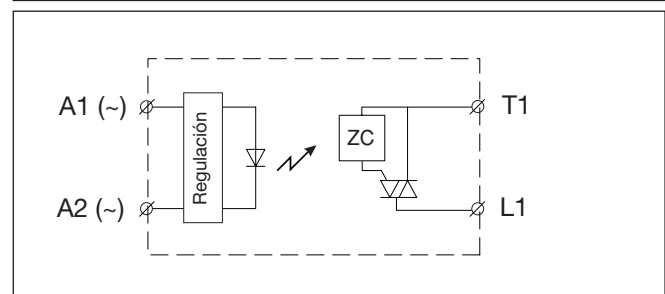 A1 (~)
A2 (~)
Regulación
ZC
T1
L1